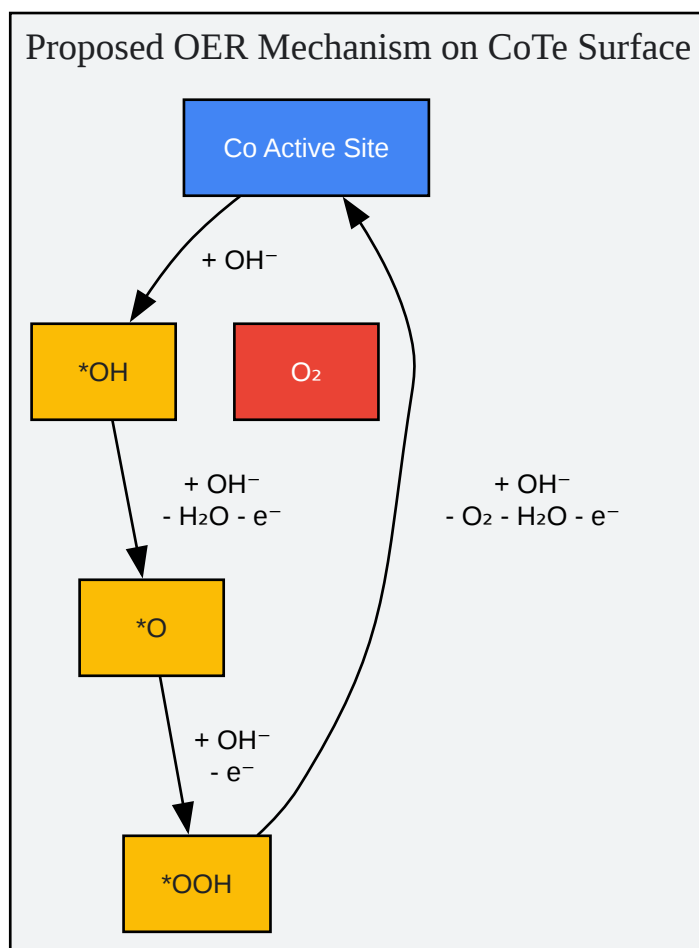 Proposed OER Mechanism on CoTe Surface
Co Active Site
+ OH⁻
*OH
O₂
+ OH⁻
- H₂O - e⁻
+ OH⁻
- O₂ - H₂O - e⁻
*O
+ OH⁻
- e⁻
*OOH